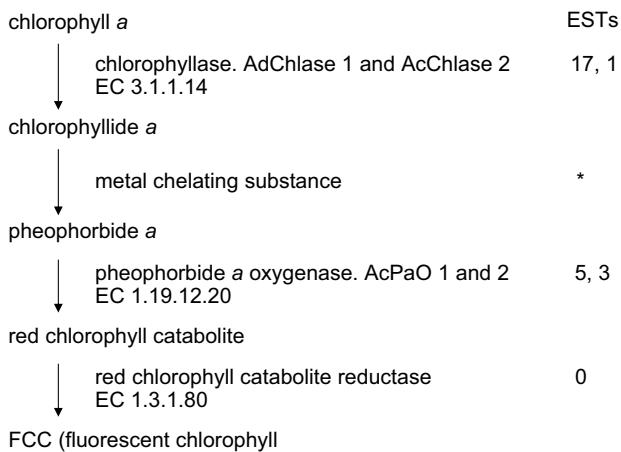 chlorophyll a ESTs
chlorophyllase. AdChlase 1 and AcChlase 2 17, 1
EC 3.1.1.14
chlorophyllide a
metal chelating substance *
pheophorbide a
pheophorbide a oxygenase. AcPaO 1 and 2 5, 3
EC 1.19.12.20
red chlorophyll catabolite
red chlorophyll catabolite reductase 0
EC 1.3.1.80
FCC (fluorescent chlorophyll